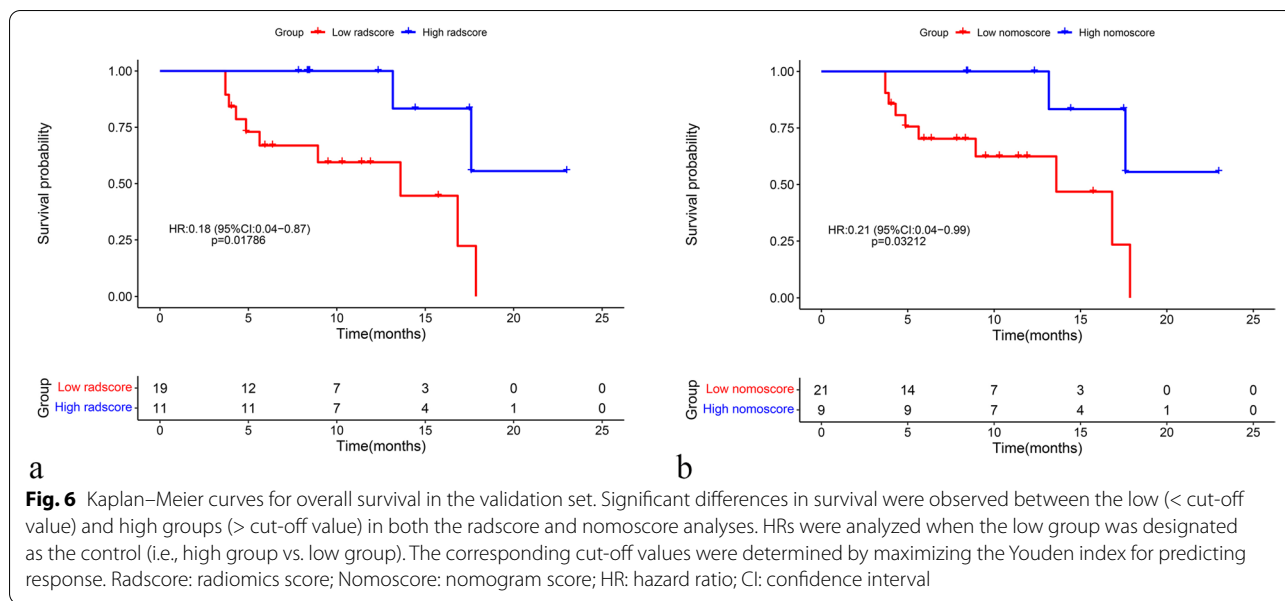 Group Low radscore High radscore
Survival probability
1.00
0.75
0.50
0.25
0.00
HR:0.18 (95%CI:0.04−0.87)
p=0.01786
0 5 10 15 20 25
Time(months)
Group
Low radscore 19 12 7 3 0 0
High radscore 11 11 7 4 1 0
0 5 10 15 20 25
Time(months)
a
Group Low nomoscore High nomoscore
Survival probability
1.00
0.75
0.50
0.25
0.00
HR:0.21 (95%CI:0.04−0.99)
p=0.03212
0 5 10 15 20 25
Time(months)
Group
Low nomoscore 21 14 7 3 0 0
High nomoscore 9 9 7 4 1 0
0 5 10 15 20 25
Time(months)
b
Fig. 6 Kaplan–Meier curves for overall survival in the validation set. Significant differences in survival were observed between the low (< cut-off
value) and high groups (> cut-off value) in both the radscore and nomoscore analyses. HRs were analyzed when the low group was designated
as the control (i.e., high group vs. low group). The corresponding cut-off values were determined by maximizing the Youden index for predicting
response. Radscore: radiomics score; Nomoscore: nomogram score; HR: hazard ratio; CI: confidence interval